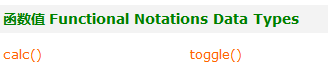 函数值 Functional Notations Data Types
calc() toggle()